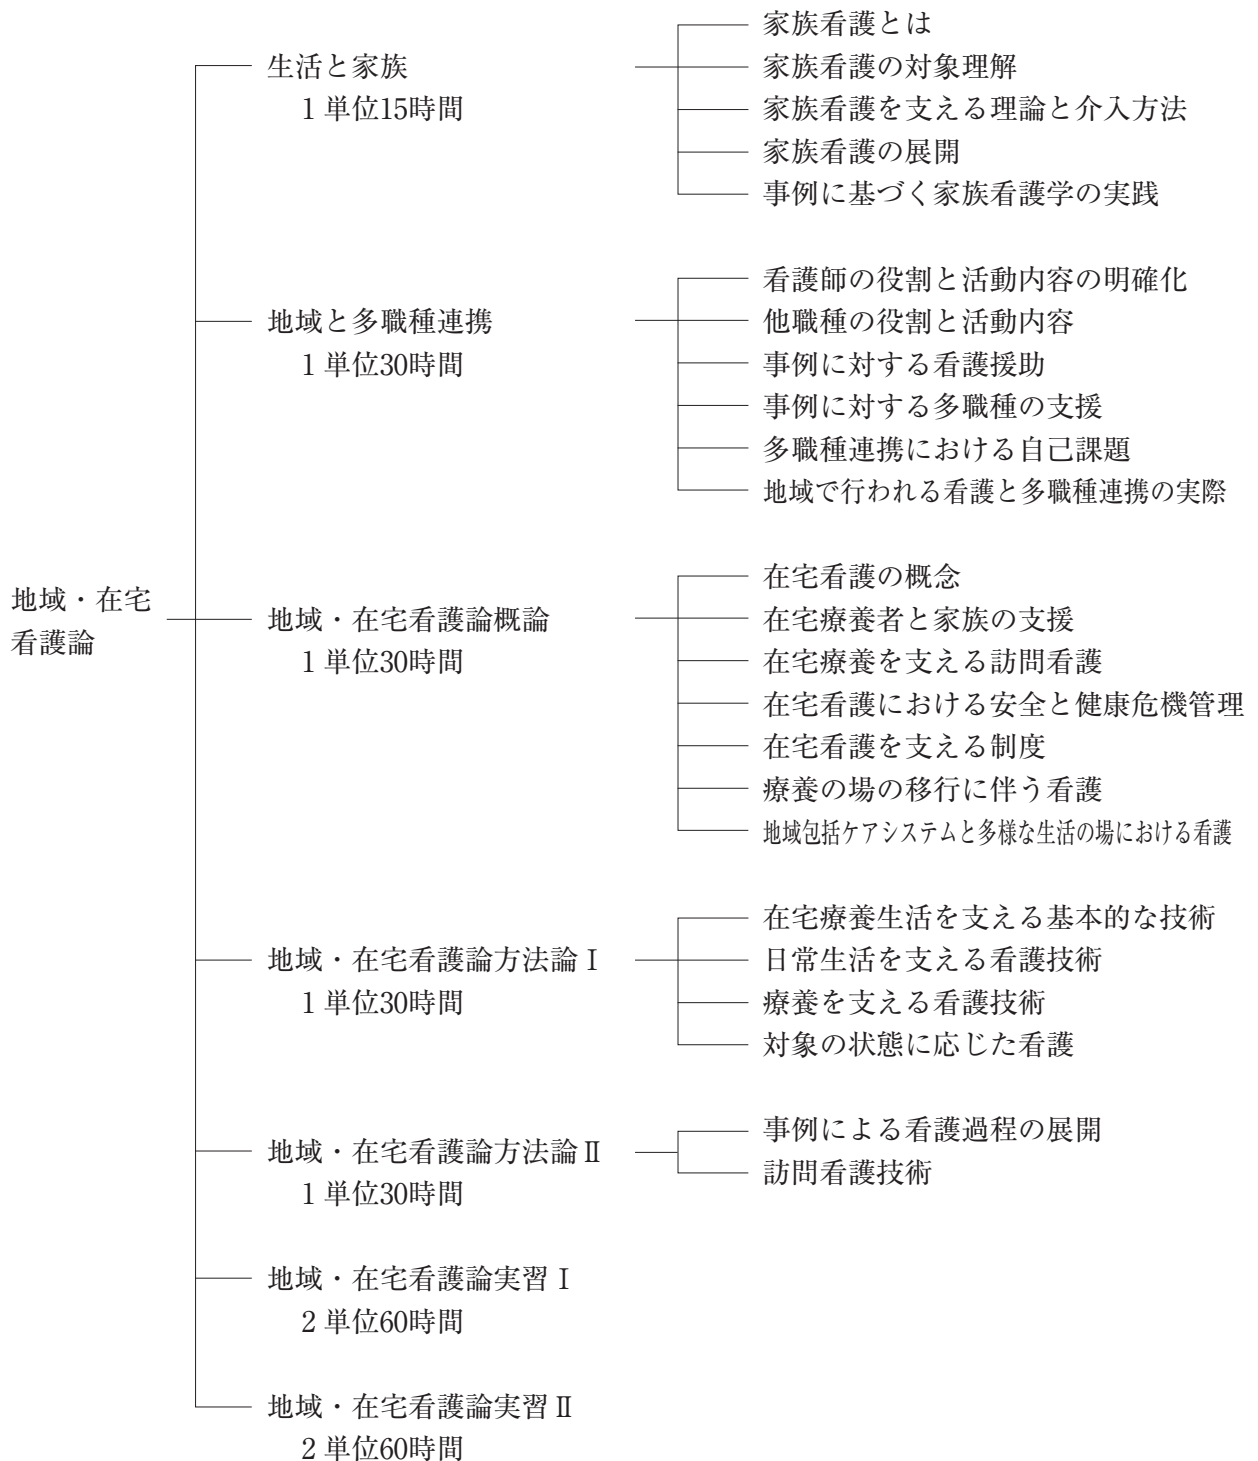 地域・在宅
看護論
生活と家族
1単位15時間
家族看護とは
家族看護の対象理解
家族看護を支える理論と介入方法
家族看護の展開
事例に基づく家族看護学の実践
地域と多職種連携
1単位30時間
看護師の役割と活動内容の明確化
他職種の役割と活動内容
事例に対する看護援助
事例に対する多職種の支援
多職種連携における自己課題
地域で行われる看護と多職種連携の実際
地域・在宅看護論概論
1単位30時間
在宅看護の概念
在宅療養者と家族の支援
在宅療養を支える訪問看護
在宅看護における安全と健康危機管理
在宅看護を支える制度
療養の場の移行に伴う看護
地域包括ケアシステムと多様な生活の場における看護
地域・在宅看護論方法論Ⅰ
1単位30時間
在宅療養生活を支える基本的な技術
日常生活を支える看護技術
療養を支える看護技術
対象の状態に応じた看護
地域・在宅看護論方法論Ⅱ
1単位30時間
事例による看護過程の展開
訪問看護技術
地域・在宅看護論実習Ⅰ
2単位60時間
地域・在宅看護論実習Ⅱ
2単位60時間